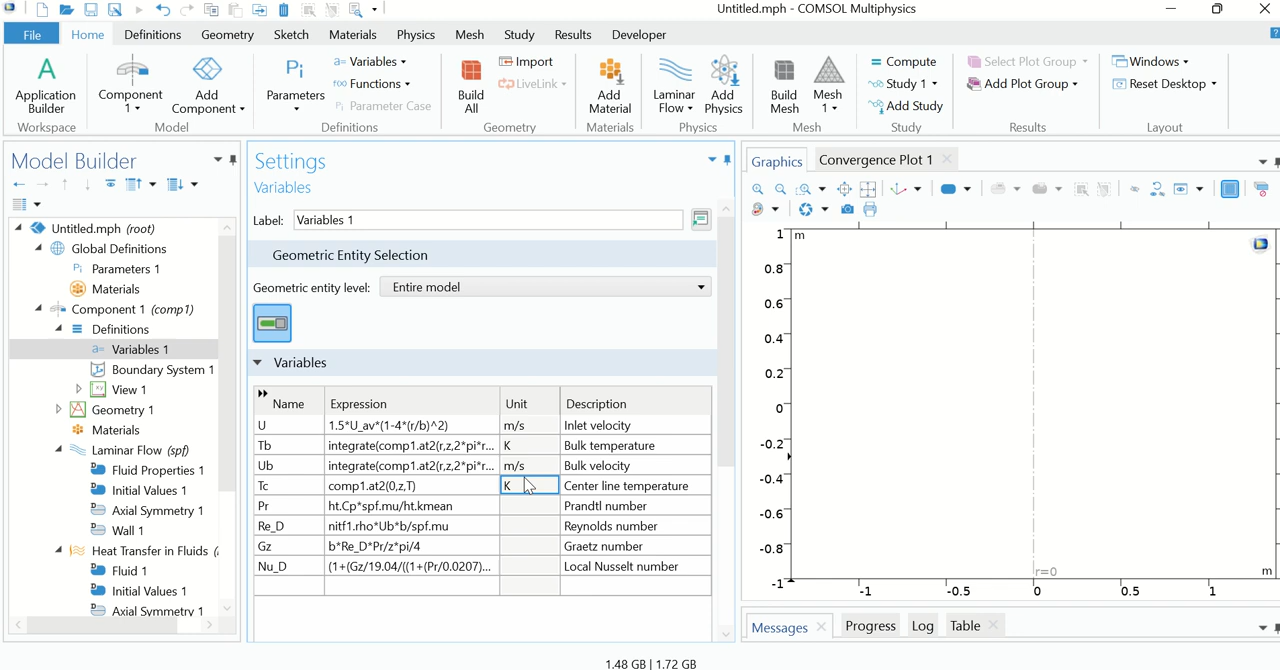 Untitled.mph - COMSOL Multiphysics
File Home Definitions Geometry Sketch Materials Physics Mesh Study Results Developer
Application Builder
Workspace
Component 1
Add Component
Model
Pi Parameters
a= Variables
f(x) Functions
Pi Parameter Case
Definitions
Build All
Import
LiveLink
Geometry
Add Material
Materials
Laminar Flow
Add Physics
Physics
Build Mesh
Mesh 1
Mesh
Compute
Study 1
Add Study
Study
Select Plot Group
Add Plot Group
Results
Windows
Reset Desktop
Layout
Model Builder
Untitled.mph (root)
Global Definitions
Pi Parameters 1
Materials
Component 1 (comp1)
Definitions
a= Variables 1
Boundary System 1
View 1
Geometry 1
Materials
Laminar Flow (spf)
Fluid Properties 1
Initial Values 1
Axial Symmetry 1
Wall 1
Heat Transfer in Fluids (
Fluid 1
Initial Values 1
Axial Symmetry 1
Settings
Variables
Label: Variables 1
Geometric Entity Selection
Geometric entity level: Entire model
Variables
Name Expression Unit Description
U 1.5*U_av*(1-4*(r/b)^2) m/s Inlet velocity
Tb integrate(comp1.at2(r,z,2*pi*r... K Bulk temperature
Ub integrate(comp1.at2(r,z,2*pi*r... m/s Bulk velocity
Tc comp1.at2(0,z,T) K Center line temperature
Pr ht.Cp*spf.mu/ht.kmean Prandtl number
Re_D nitf1.rho*Ub*b/spf.mu Reynolds number
Gz b*Re_D*Pr/z*pi/4 Graetz number
Nu_D (1+(Gz/19.04/((1+(Pr/0.0207)... Local Nusselt number
Graphics Convergence Plot 1
1 m
0.8
0.6
0.4
0.2
0
-0.2
-0.4
-0.6
-0.8
-1
r=0 m
-1 -0.5 0 0.5 1
Messages Progress Log Table
1.48 GB | 1.72 GB